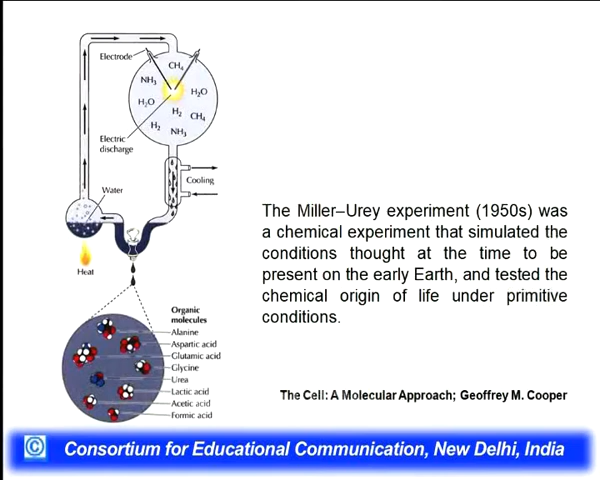 Electrode
CH4
NH3
H2O
H2O
H2
CH4
H2
NH3
Electric
discharge
Cooling
Water
Heat
Organic
molecules
Alanine
Aspartic acid
Glutamic acid
Glycine
Urea
Lactic acid
Acetic acid
Formic acid
The Miller–Urey experiment (1950s) was
a chemical experiment that simulated the
conditions thought at the time to be
present on the early Earth, and tested the
chemical origin of life under primitive
conditions.
The Cell: A Molecular Approach; Geoffrey M. Cooper
© Consortium for Educational Communication, New Delhi, India